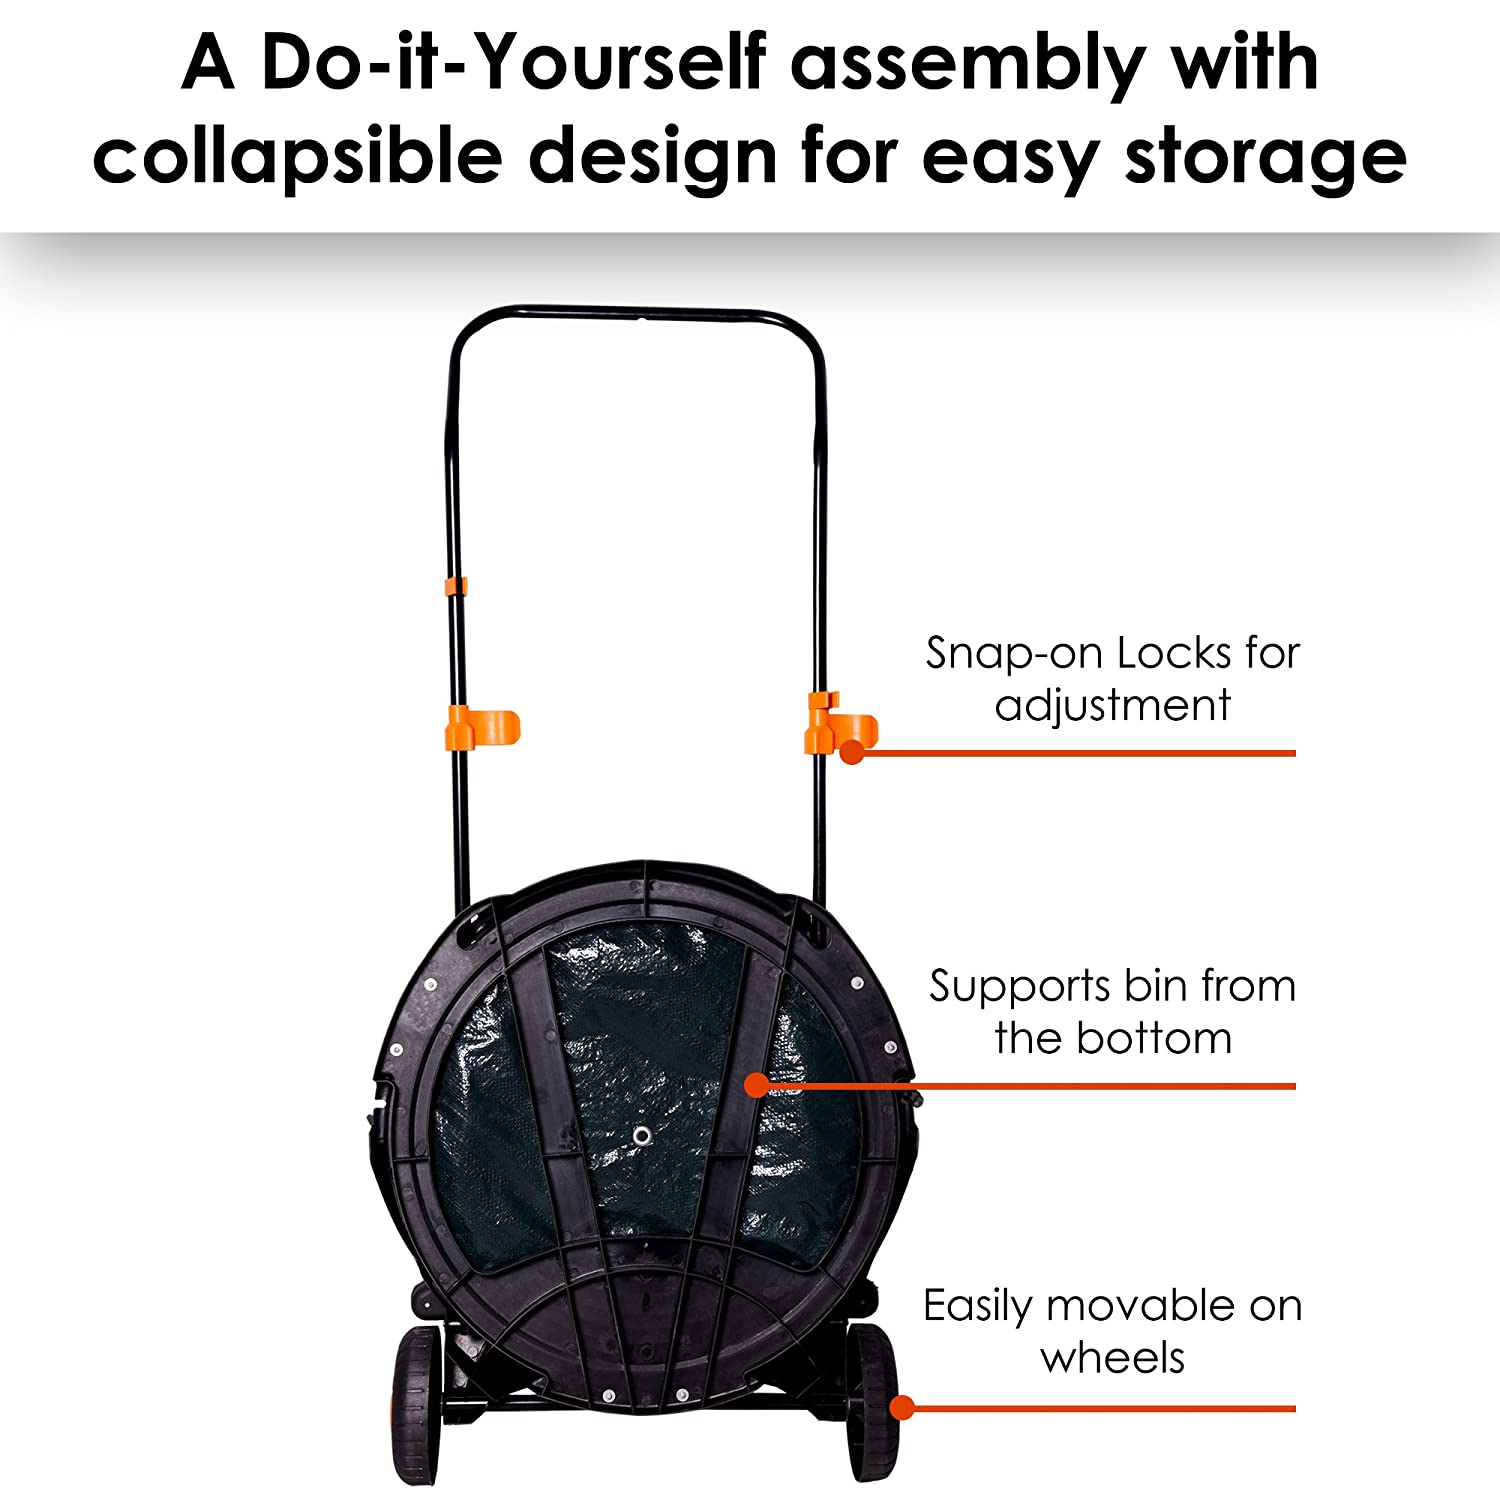 A Do-it-Yourself assembly with
collapsible design for easy storage
Snap-on Locks for
adjustment
Supports bin from
the bottom
Easily movable on
wheels